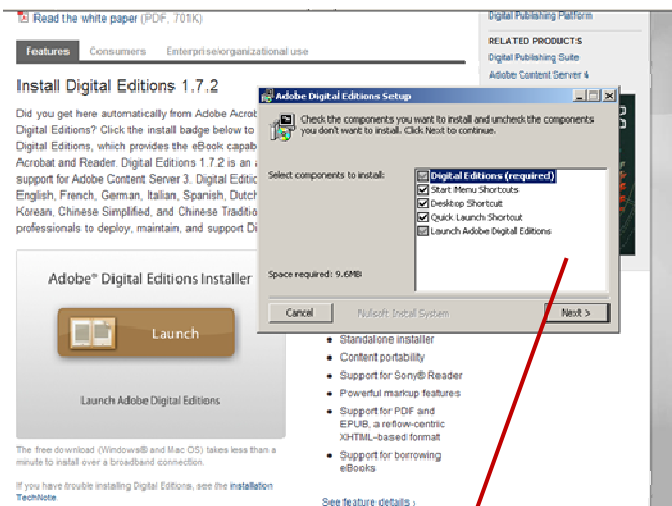 Read the white paper (PDF, 701K)
Digital Publishing Platform
RELATED PRODUCTS
Digital Publishing Suite
Adobe Content Server 4
Features Consumers Enterprise/organizational use
Install Digital Editions 1.7.2
Did you get here automatically from Adobe Acrob
Digital Editions? Click the install badge below to
Digital Editions, which provides the eBook capab
Acrobat and Reader. Digital Editions 1.7.2 is an
support for Adobe Content Server 3. Digital Editic
English, French, German, Italian, Spanish, Dutch
Korean, Chinese Simplified, and Chinese Traditio
professionals to deploy, maintain, and support Di
Adobe Digital Editions Setup
Check the components you want to install and uncheck the components
you don't want to install. Click Next to continue.
Select components to install:
Digital Editions (required)
Start Menu Shortcuts
Desktop Shortcut
Quick Launch Shortcut
Launch Adobe Digital Editions
Space required: 9.6MB
Cancel Nullsoft Install System Next >
Adobe® Digital Editions Installer
Launch
Launch Adobe Digital Editions
The free download (Windows® and Mac OS) takes less than a
minute to install over a broadband connection.
If you have trouble installing Digital Editions, see the installation
TechNote
Standalone installer
Content portability
Support for Sony® Reader
Powerful markup features
Support for PDF and
EPUB, a reflow-centric
XHTML-based format
Support for borrowing
eBooks
See feature details ›